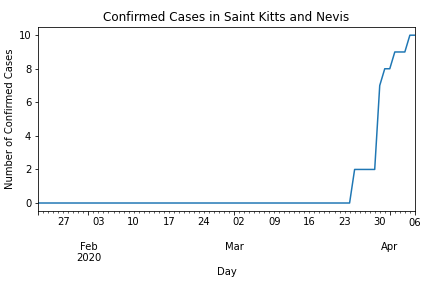 Confirmed Cases in Saint Kitts and Nevis
Number of Confirmed Cases
10
8
6
4
2
0
27 03 10 17 24 02 09 16 23 30 06
Feb Mar Apr
2020
Day